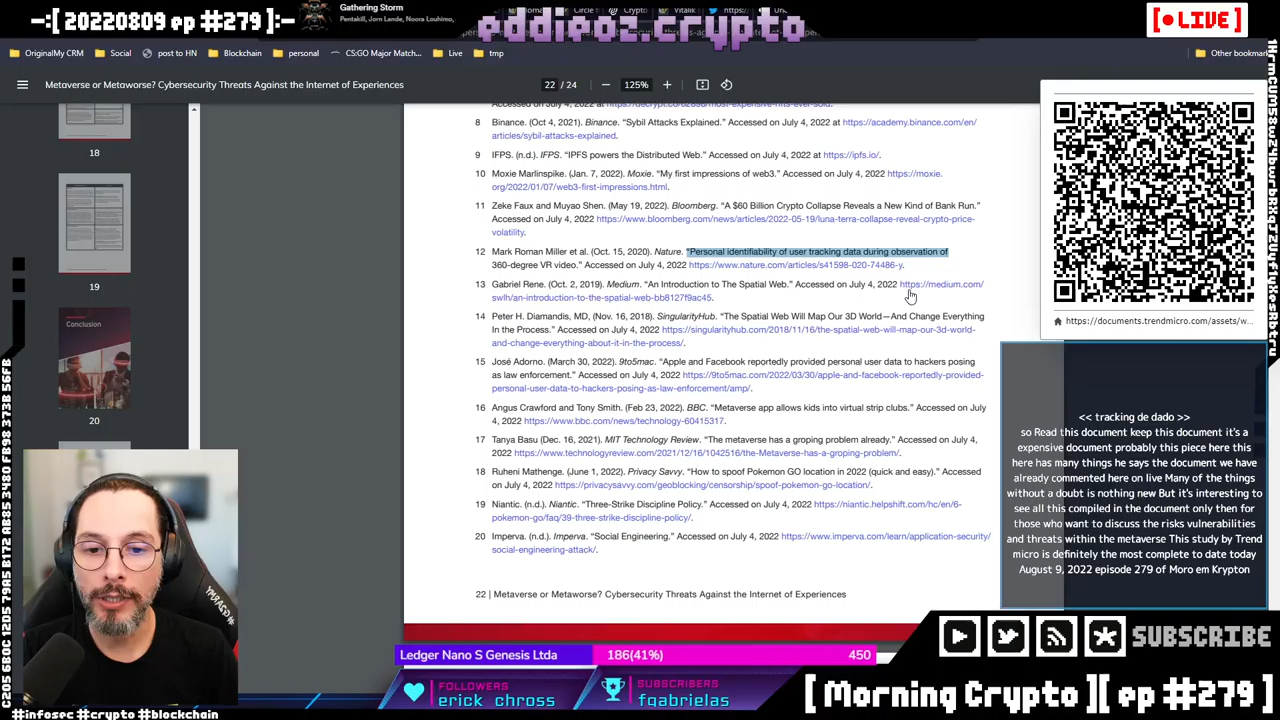 -:[ 20220809 ep #279 ]:-
Gathering Storm
Pentakill, Jorn Lande, Noora Louhimo,
Circle
Crypto
Vitalik
eddieoz.crypto
[ • LIVE ]
OriginalMy CRM
Social
post to HN
Blockchain
personal
CS:GO Major Match...
Live
tmp
Other bookmar
Metaverse or Metaworse? Cybersecurity Threats Against the Internet of Experiences
22 / 24
125%
18
19
Conclusion
20
8 Binance. (Oct 4, 2021). Binance. “Sybil Attacks Explained.” Accessed on July 4, 2022 at https://academy.binance.com/en/
articles/sybil-attacks-explained.
9 IFPS. (n.d.). IFPS. “IFPS powers the Distributed Web.” Accessed on July 4, 2022 at https://ipfs.io/.
10 Moxie Marlinspike. (Jan. 7, 2022). Moxie. “My first impressions of web3.” Accessed on July 4, 2022 https://moxie.
org/2022/01/07/web3-first-impressions.html.
11 Zeke Faux and Muyao Shen. (May 19, 2022). Bloomberg. “A $60 Billion Crypto Collapse Reveals a New Kind of Bank Run.”
Accessed on July 4, 2022 https://www.bloomberg.com/news/articles/2022-05-19/luna-terra-collapse-reveal-crypto-price-
volatility.
12 Mark Roman Miller et al. (Oct. 15, 2020). Nature. “Personal identifiability of user tracking data during observation of
360-degree VR video.” Accessed on July 4, 2022 https://www.nature.com/articles/s41598-020-74486-y.
13 Gabriel Rene. (Oct. 2, 2019). Medium. “An Introduction to The Spatial Web.” Accessed on July 4, 2022 https://medium.com/
swlh/an-introduction-to-the-spatial-web-bb8127f9ac45.
14 Peter H. Diamandis, MD, (Nov. 16, 2018). SingularityHub. “The Spatial Web Will Map Our 3D World—And Change Everything
In the Process.” Accessed on July 4, 2022 https://singularityhub.com/2018/11/16/the-spatial-web-will-map-our-3d-world-
and-change-everything-about-it-in-the-process/.
15 José Adorno. (March 30, 2022). 9to5mac. “Apple and Facebook reportedly provided personal user data to hackers posing
as law enforcement.” Accessed on July 4, 2022 https://9to5mac.com/2022/03/30/apple-and-facebook-reportedly-provided-
personal-user-data-to-hackers-posing-as-law-enforcement/amp/.
16 Angus Crawford and Tony Smith. (Feb 23, 2022). BBC. “Metaverse app allows kids into virtual strip clubs.” Accessed on July
4, 2022 https://www.bbc.com/news/technology-60415317.
17 Tanya Basu (Dec. 16, 2021). MIT Technology Review. “The metaverse has a groping problem already.” Accessed on July 4,
2022 https://www.technologyreview.com/2021/12/16/1042516/the-Metaverse-has-a-groping-problem/.
18 Ruheni Mathenge. (June 1, 2022). Privacy Savvy. “How to spoof Pokemon GO location in 2022 (quick and easy).” Accessed
on July 4, 2022 https://privacysavvy.com/geoblocking/censorship/spoof-pokemon-go-location/.
19 Niantic. (n.d.). Niantic. “Three-Strike Discipline Policy.” Accessed on July 4, 2022 https://niantic.helpshift.com/hc/en/6-
pokemon-go/faq/39-three-strike-discipline-policy/.
20 Imperva. (n.d.). Imperva. “Social Engineering.” Accessed on July 4, 2022 https://www.imperva.com/learn/application-security/
social-engineering-attack/.
22 | Metaverse or Metaworse? Cybersecurity Threats Against the Internet of Experiences
https://documents.trendmicro.com/assets/w...
<< tracking de dado >>
so Read this document keep this document it's a
expensive document probably this piece here this
here has many things he says the document we have
already commented here on live Many of the things
without a doubt is nothing new But it's interesting to
see all this compiled in the document only then for
those who want to discuss the risks vulnerabilities
and threats within the metaverse This study by Trend
micro is definitely the most complete to date today
August 9, 2022 episode 279 of Moro em Krypton
SUBSCRIBE
Ledger Nano S Genesis Ltda
186(41%)
450
FOLLOWERS
erick_chross
SUBSCRIBERS
fgabrielas
[ Morning Crypto ][ ep #279 ]
#infosec #crypto #blockchain